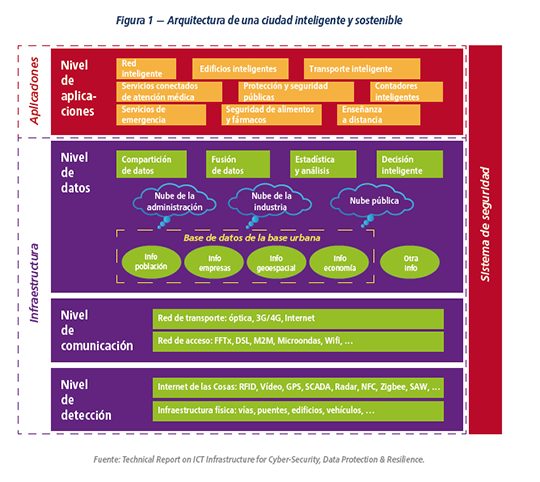 Figura 1 — Arquitectura de una ciudad inteligente y sostenible
Aplicaciones
Nivel
de
aplica-
ciones
Red
inteligente
Edificios inteligentes
Transporte inteligente
Servicios conectados
de atención médica
Protección y seguridad
públicas
Contadores
inteligentes
Servicios de
emergencia
Seguridad de alimentos
y fármacos
Enseñanza
a distancia
Infraestructura
Nivel
de
datos
Compartición
de datos
Fusión
de datos
Estadística
y análisis
Decisión
inteligente
Nube de la
administración
Nube de la
industria
Nube pública
Base de datos de la base urbana
Info
población
Info
empresas
Info
geoespacial
Info
economía
Otra
info
Nivel
de
comunicación
Red de transporte: óptica, 3G/4G, Internet
Red de acceso: FFTx, DSL, M2M, Microondas, Wifi, ...
Nivel
de
detección
Internet de las Cosas: RFID, Vídeo, GPS, SCADA, Radar, NFC, Zigbee, SAW, ...
Infraestructura física: vías, puentes, edificios, vehículos, ...
Sistema de seguridad
Fuente: Technical Report on ICT Infrastructure for Cyber-Security, Data Protection & Resilience.